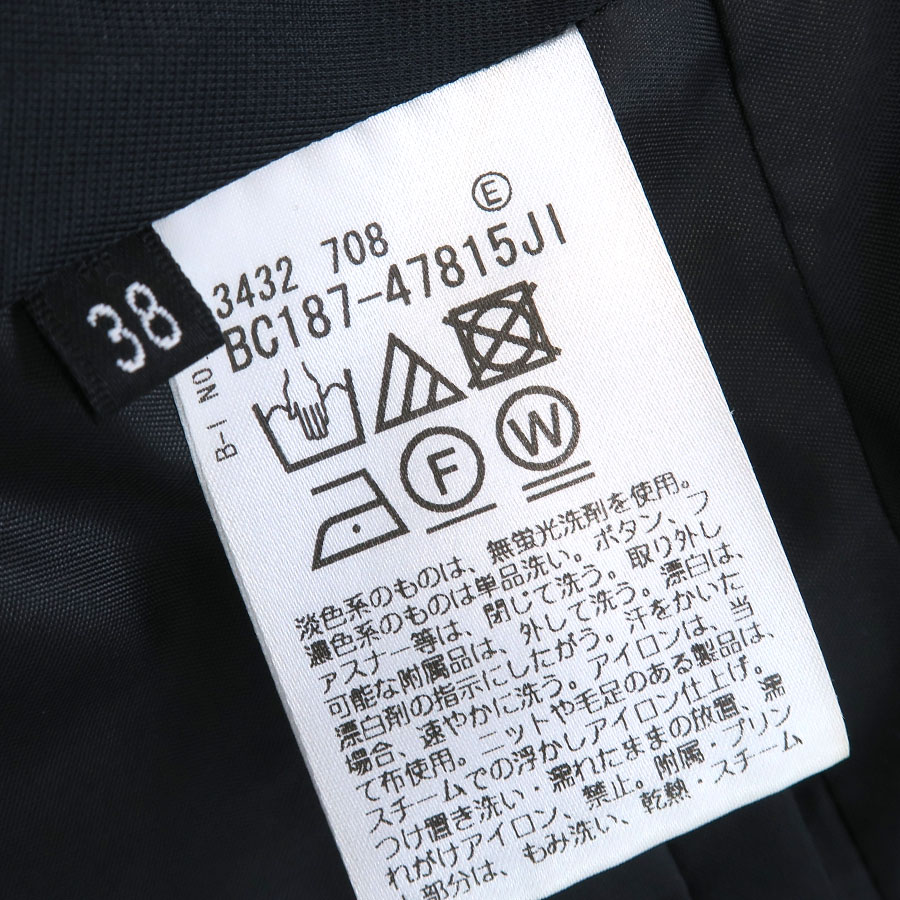 E
3432 708
BC187-47815JI
38
B-I NO
F
W
淡色系のものは、無蛍光洗剤を使用。
濃色系のものは単品洗い。ボタン、フ
ァスナー等は、閉じて洗う。取り外し
可能な附属品は、外して洗う。漂白は、
漂白剤の指示にしたがう。汗をかいた
場合、速やかに洗う。アイロンは、当
て布使用。ニットや毛足のある製品は、
スチームでの浮かしアイロン仕上げ。
つけ置き洗い・濡れたままの放置、濡
れがけアイロン、禁止。附属・プリン
ト部分は、もみ洗い、乾熱・スチーム